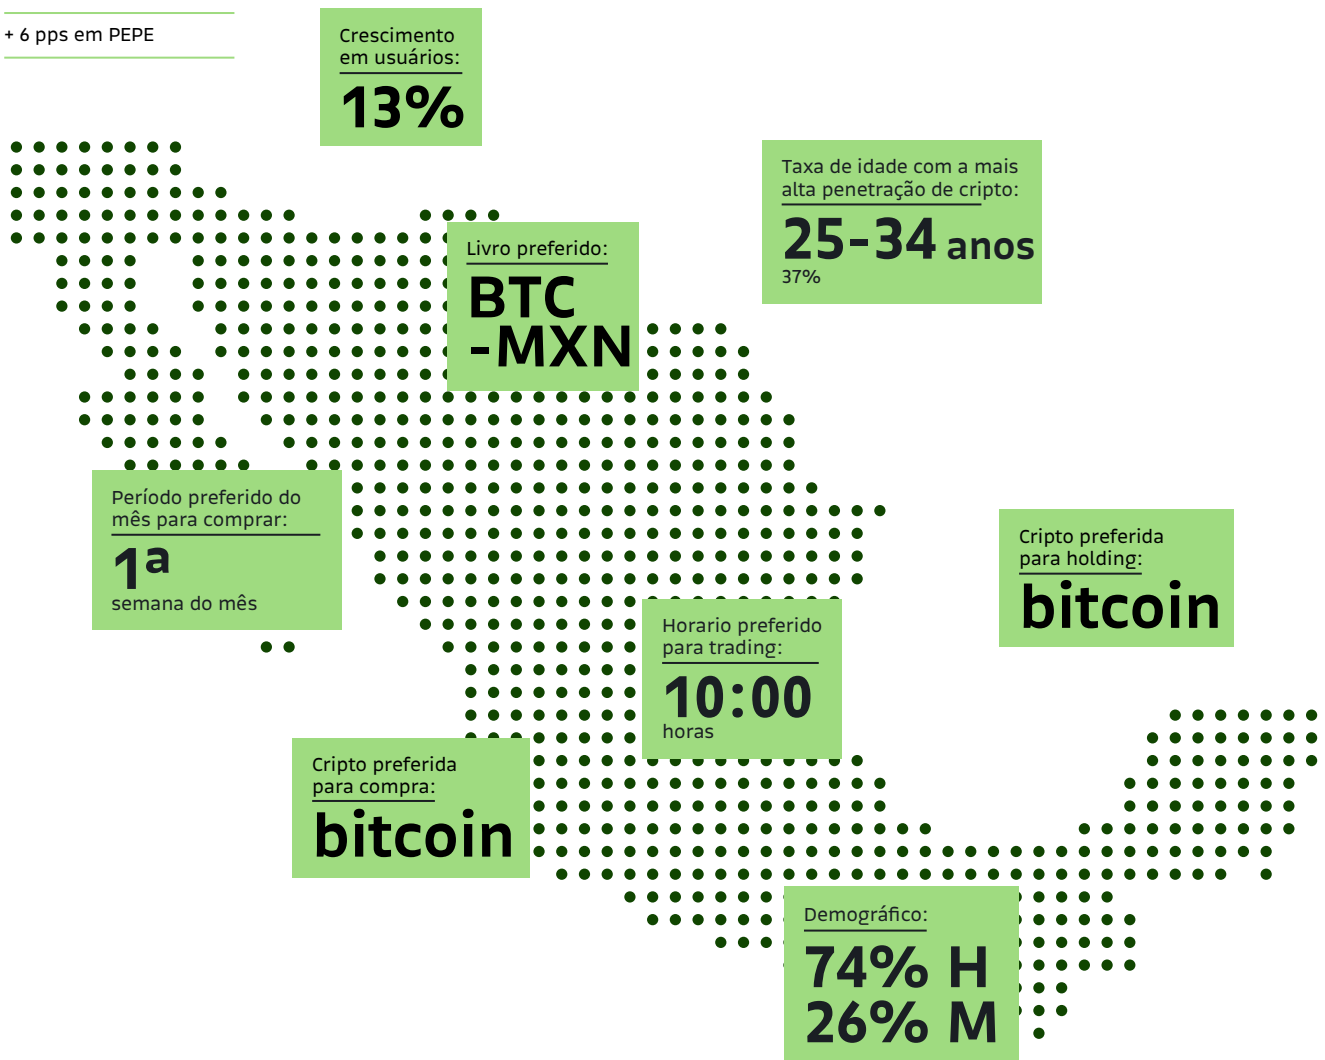 + 6 pps em PEPE
Crescimento
em usuários:
13%
Taxa de idade com a mais
alta penetração de cripto:
25-34 anos
37%
Livro preferido:
BTC
-MXN
Período preferido do
mês para comprar:
1ª
semana do mês
Cripto preferida
para holding:
bitcoin
Horario preferido
para trading:
10:00
horas
Cripto preferida
para compra:
bitcoin
Demográfico:
74% H
26% M